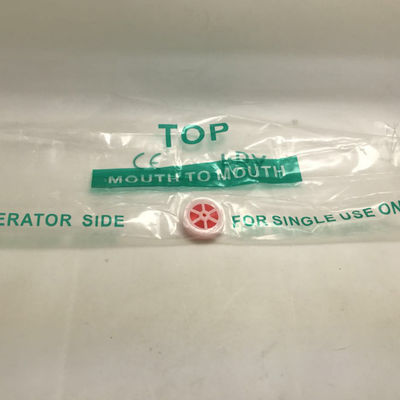 TOP
CE
MOUTH TO MOUTH
ERATOR SIDE
FOR SINGLE USE ON